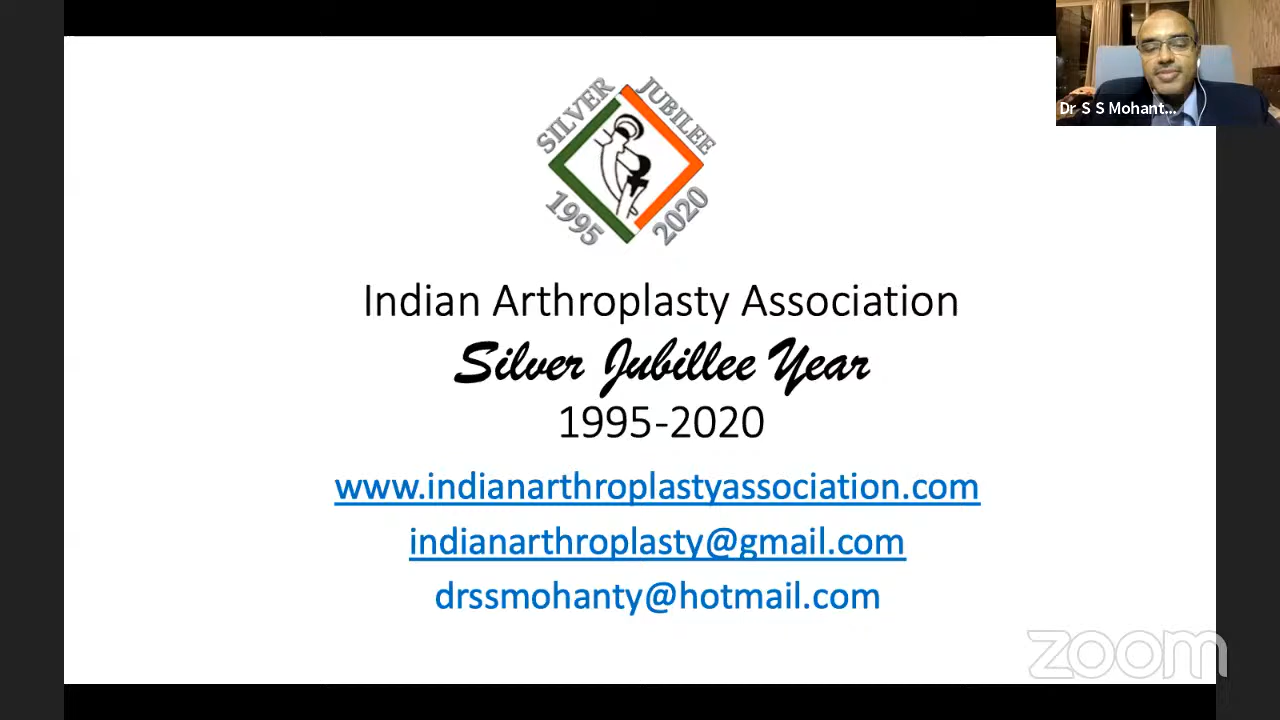 SILVER JUBILEE
1995 2020
Dr S S Mohant...
Indian Arthroplasty Association
Silver Jubillee Year
1995-2020
www.indianarthroplastyassociation.com
indianarthroplasty@gmail.com
drssmohanty@hotmail.com
zoom